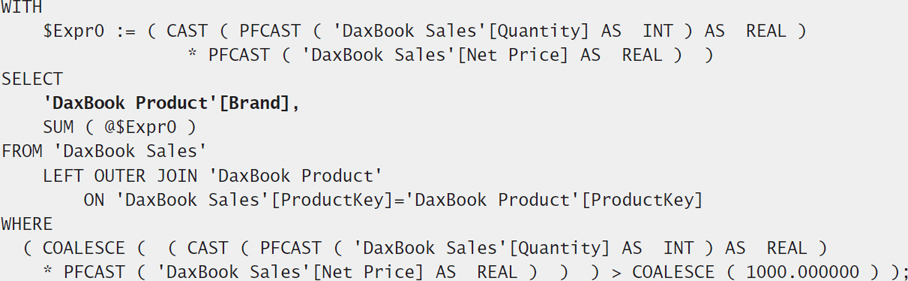 WITH
$Expr0 := ( CAST ( PFCAST ( 'DaxBook Sales'[Quantity] AS INT ) AS REAL )
* PFCAST ( 'DaxBook Sales'[Net Price] AS REAL ) )
SELECT
'DaxBook Product'[Brand],
SUM ( @$Expr0 )
FROM 'DaxBook Sales'
LEFT OUTER JOIN 'DaxBook Product'
ON 'DaxBook Sales'[ProductKey]='DaxBook Product'[ProductKey]
WHERE
( COALESCE ( ( CAST ( PFCAST ( 'DaxBook Sales'[Quantity] AS INT ) AS REAL )
* PFCAST ( 'DaxBook Sales'[Net Price] AS REAL ) ) ) > COALESCE ( 1000.000000 ) );